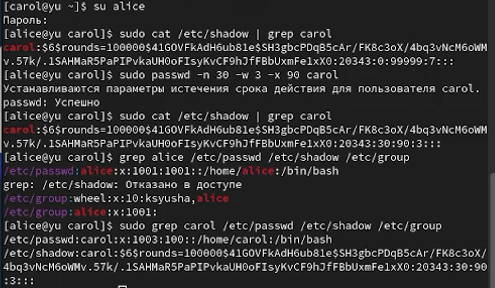 [carol@yu ~]$ su alice
Пароль:
[alice@yu carol]$ sudo cat /etc/shadow | grep carol
carol:$6$rounds=100000$41GOVFkAdH6ub81e$SH3gbcPDqB5cAr/FK8c3oX/4bq3vNcM6oWM
v.57k/.1SAHMaR5PaPIPvkaUH0oFIsyKvCF9hJfFBbUxmFe1xX0:20343:0:99999:7:::
[alice@yu carol]$ sudo passwd -n 30 -w 3 -x 90 carol
Устанавливаются параметры истечения срока действия для пользователя carol.
passwd: Успешно
[alice@yu carol]$ sudo cat /etc/shadow | grep carol
carol:$6$rounds=100000$41GOVFkAdH6ub81e$SH3gbcPDqB5cAr/FK8c3oX/4bq3vNcM6oWM
v.57k/.1SAHMaR5PaPIPvkaUH0oFIsyKvCF9hJfFBbUxmFe1xX0:20343:30:90:3:::
[alice@yu carol]$ grep alice /etc/passwd /etc/shadow /etc/group
/etc/passwd:alice:x:1001:1001::/home/alice:/bin/bash
grep: /etc/shadow: Отказано в доступе
/etc/group:wheel:x:10:ksyusha,alice
/etc/group:alice:x:1001:
[alice@yu carol]$ sudo grep carol /etc/passwd /etc/shadow /etc/group
/etc/passwd:carol:x:1003:100::/home/carol:/bin/bash
/etc/shadow:carol:$6$rounds=100000$41GOVFkAdH6ub81e$SH3gbcPDqB5cAr/FK8c3oX/
4bq3vNcM6oWMv.57k/.1SAHMaR5PaPIPvkaUH0oFIsyKvCF9hJfFBbUxmFe1xX0:20343:30:90
:3:::